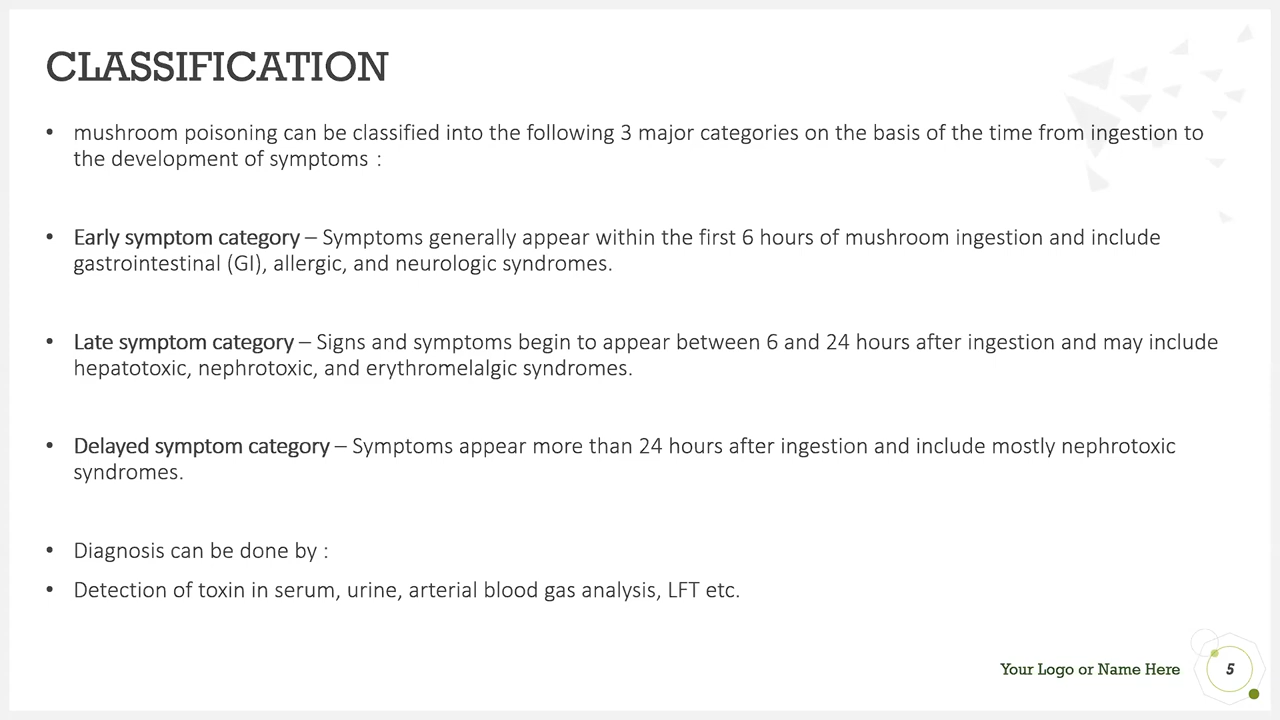 CLASSIFICATION
• mushroom poisoning can be classified into the following 3 major categories on the basis of the time from ingestion to
the development of symptoms :
• Early symptom category – Symptoms generally appear within the first 6 hours of mushroom ingestion and include
gastrointestinal (GI), allergic, and neurologic syndromes.
• Late symptom category – Signs and symptoms begin to appear between 6 and 24 hours after ingestion and may include
hepatotoxic, nephrotoxic, and erythromelalgic syndromes.
• Delayed symptom category – Symptoms appear more than 24 hours after ingestion and include mostly nephrotoxic
syndromes.
• Diagnosis can be done by :
• Detection of toxin in serum, urine, arterial blood gas analysis, LFT etc.
Your Logo or Name Here
5